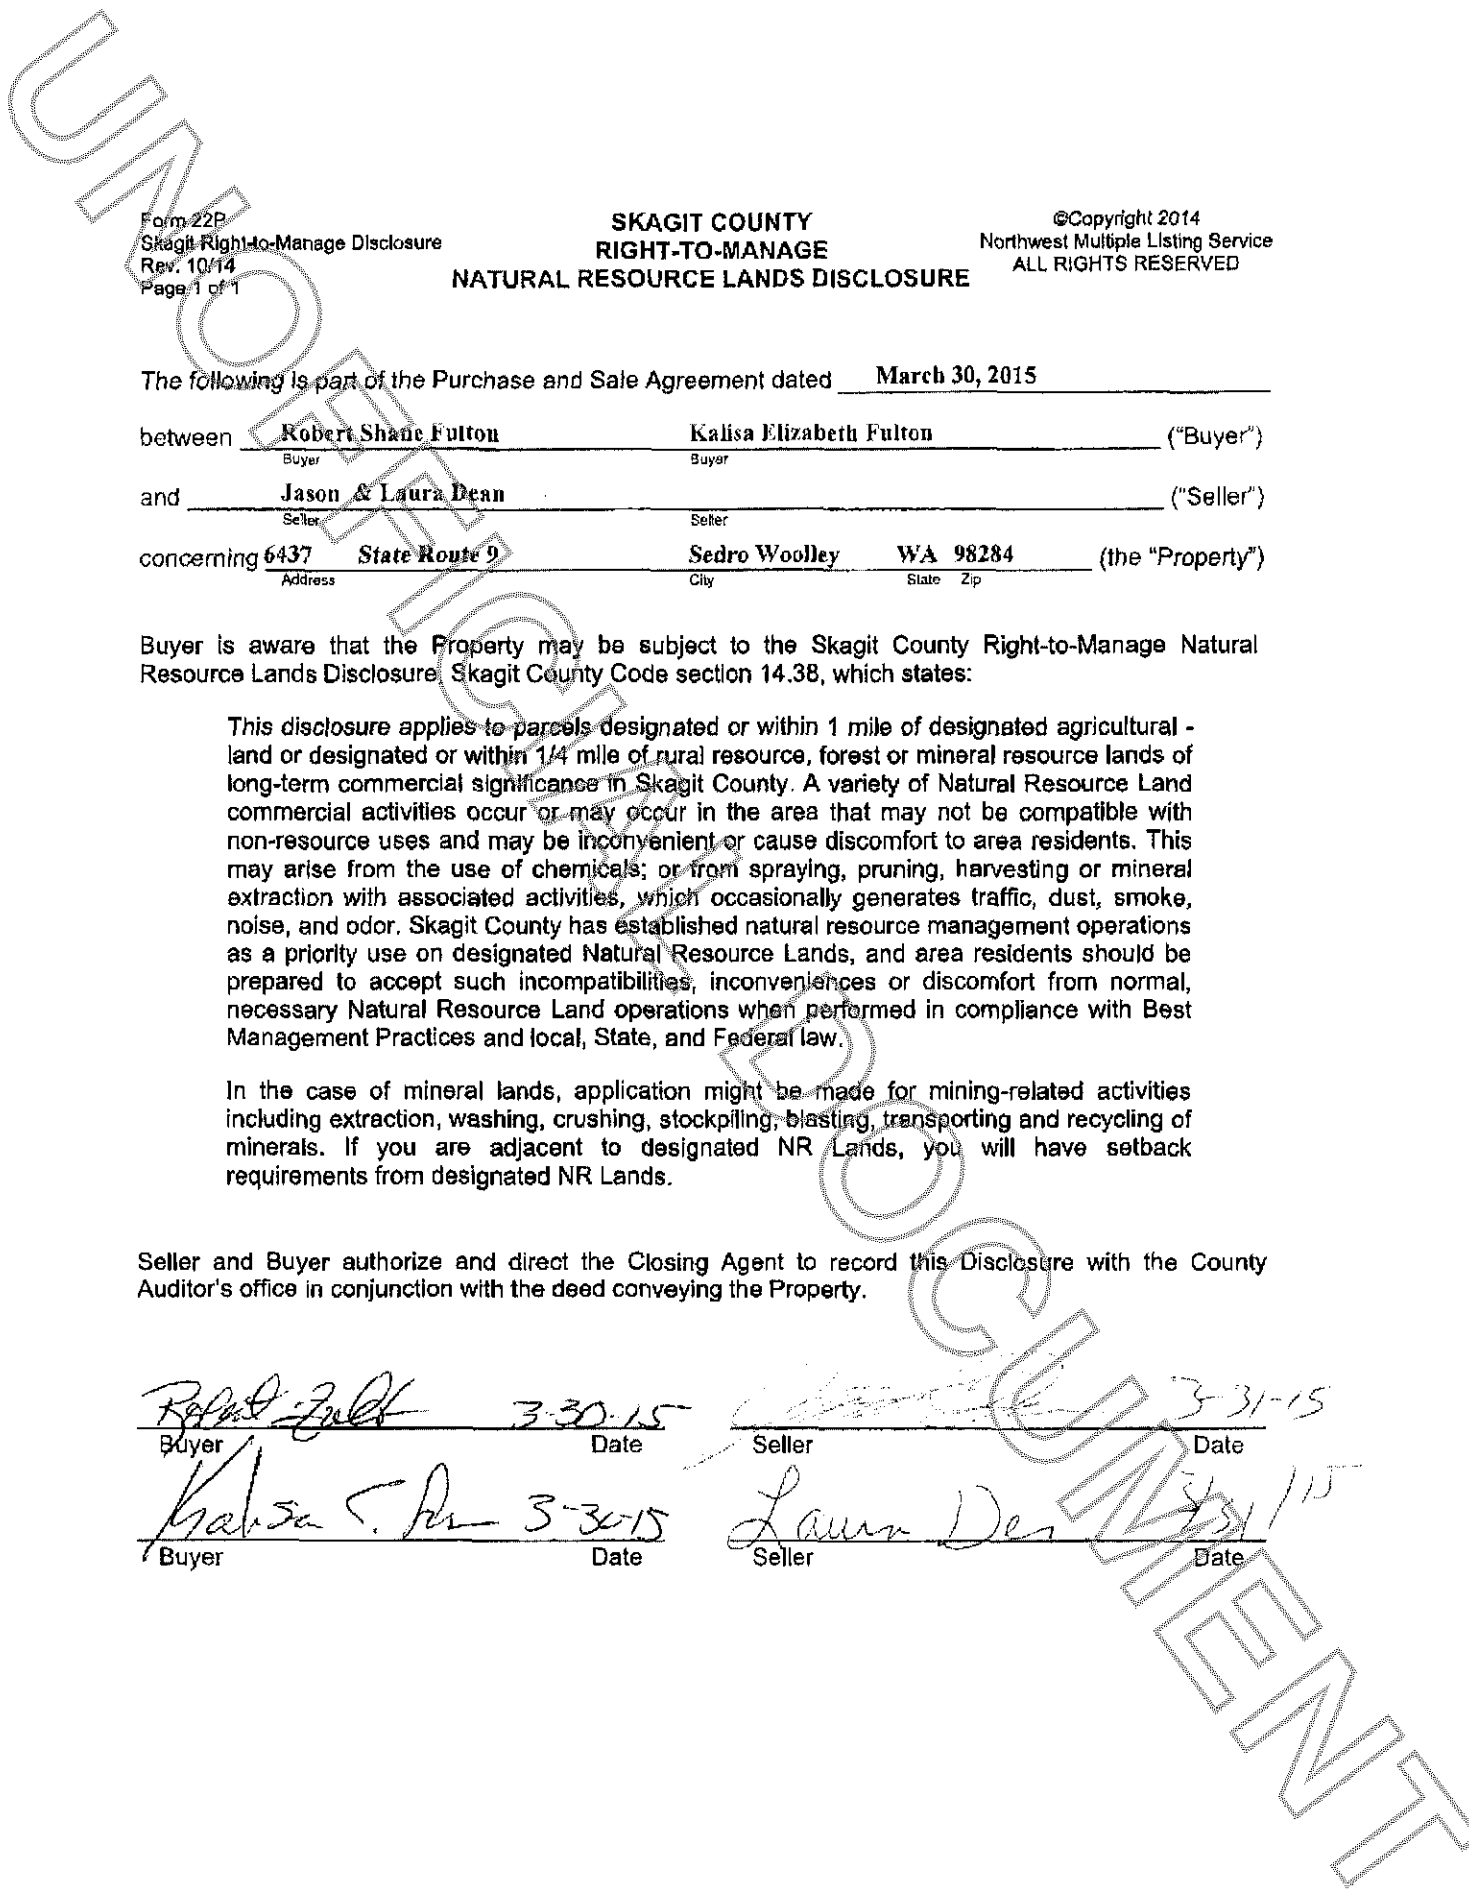 UNOFFICIAL DOCUMENT
Form 22P
Skagit Right-to-Manage Disclosure
Rev. 10/14
Page 1 of 1
SKAGIT COUNTY
RIGHT-TO-MANAGE
NATURAL RESOURCE LANDS DISCLOSURE
©Copyright 2014
Northwest Multiple Listing Service
ALL RIGHTS RESERVED
The following is part of the Purchase and Sale Agreement dated March 30, 2015
between Robert Shane Fulton Kalisa Elizabeth Fulton ("Buyer")
Buyer Buyer
and Jason & Laura Dean ("Seller")
Seller Seller
concerning 6437 State Route 9 Sedro Woolley WA 98284 (the "Property")
Address City State Zip
Buyer is aware that the Property may be subject to the Skagit County Right-to-Manage Natural
Resource Lands Disclosure, Skagit County Code section 14.38, which states:
This disclosure applies to parcels designated or within 1 mile of designated agricultural -
land or designated or within 1/4 mile of rural resource, forest or mineral resource lands of
long-term commercial significance in Skagit County. A variety of Natural Resource Land
commercial activities occur or may occur in the area that may not be compatible with
non-resource uses and may be inconvenient or cause discomfort to area residents. This
may arise from the use of chemicals; or from spraying, pruning, harvesting or mineral
extraction with associated activities, which occasionally generates traffic, dust, smoke,
noise, and odor. Skagit County has established natural resource management operations
as a priority use on designated Natural Resource Lands, and area residents should be
prepared to accept such incompatibilities, inconveniences or discomfort from normal,
necessary Natural Resource Land operations when performed in compliance with Best
Management Practices and local, State, and Federal law.
In the case of mineral lands, application might be made for mining-related activities
including extraction, washing, crushing, stockpiling, blasting, transporting and recycling of
minerals. If you are adjacent to designated NR Lands, you will have setback
requirements from designated NR Lands.
Seller and Buyer authorize and direct the Closing Agent to record this Disclosure with the County
Auditor's office in conjunction with the deed conveying the Property.
Robert 3-30-15 3-31-15
Buyer Date Seller Date
Kalisa 3-30-15 Laura 3/31/15
Buyer Date Seller Date